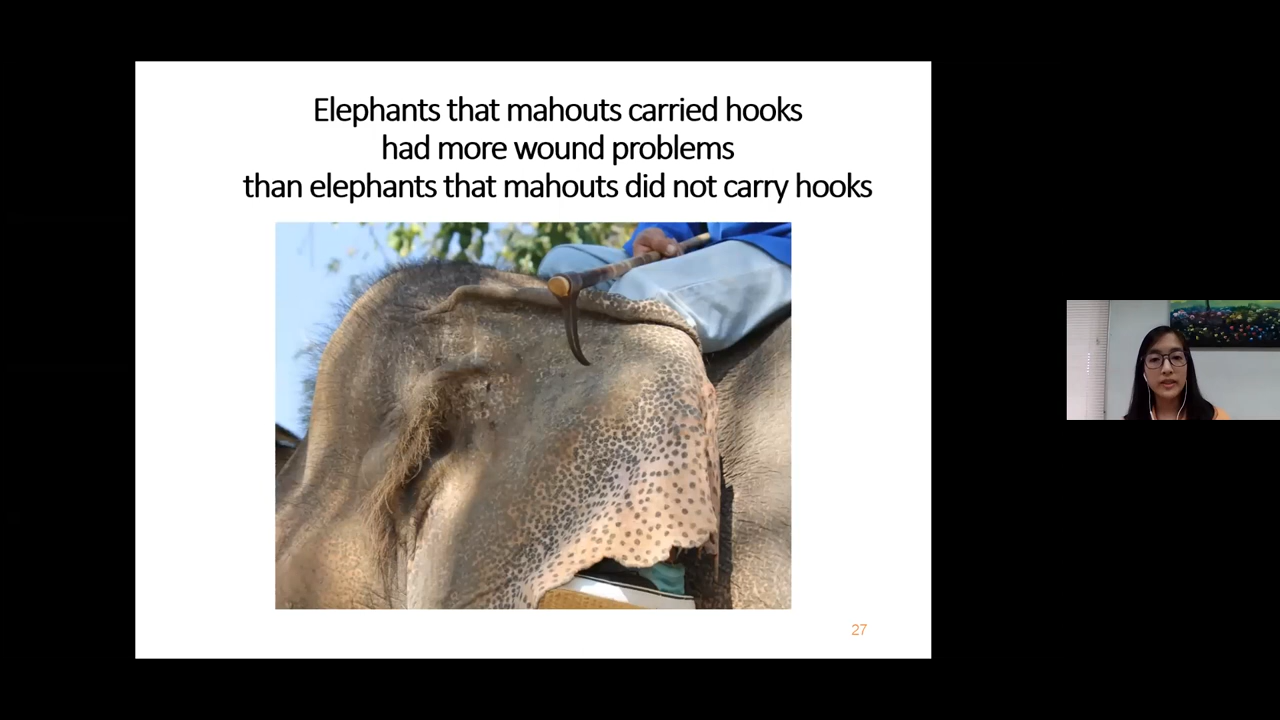 Elephants that mahouts carried hooks
had more wound problems
than elephants that mahouts did not carry hooks
27